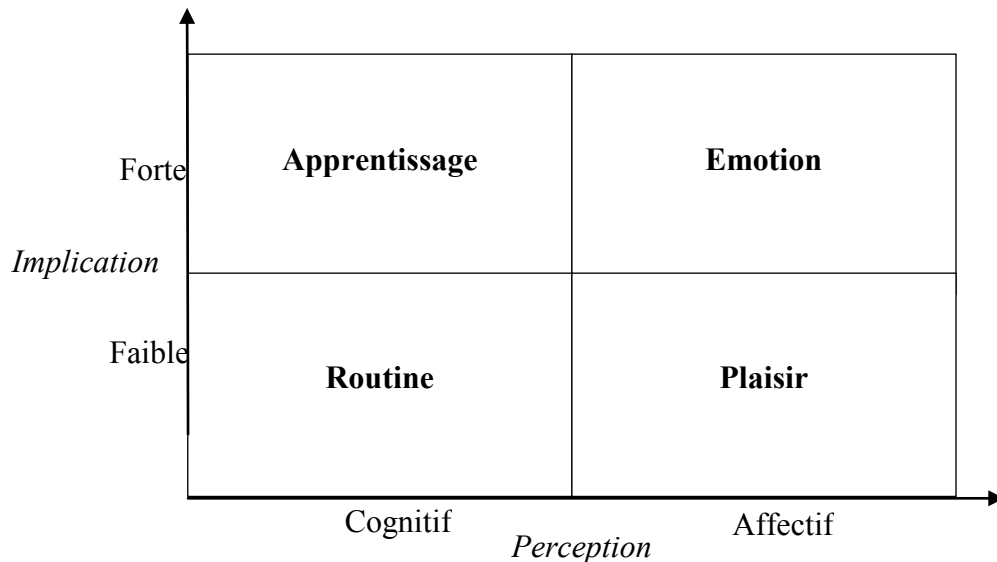 Forte
Apprentissage
Emotion
Implication
Faible
Routine
Plaisir
Cognitif
Affectif
Perception